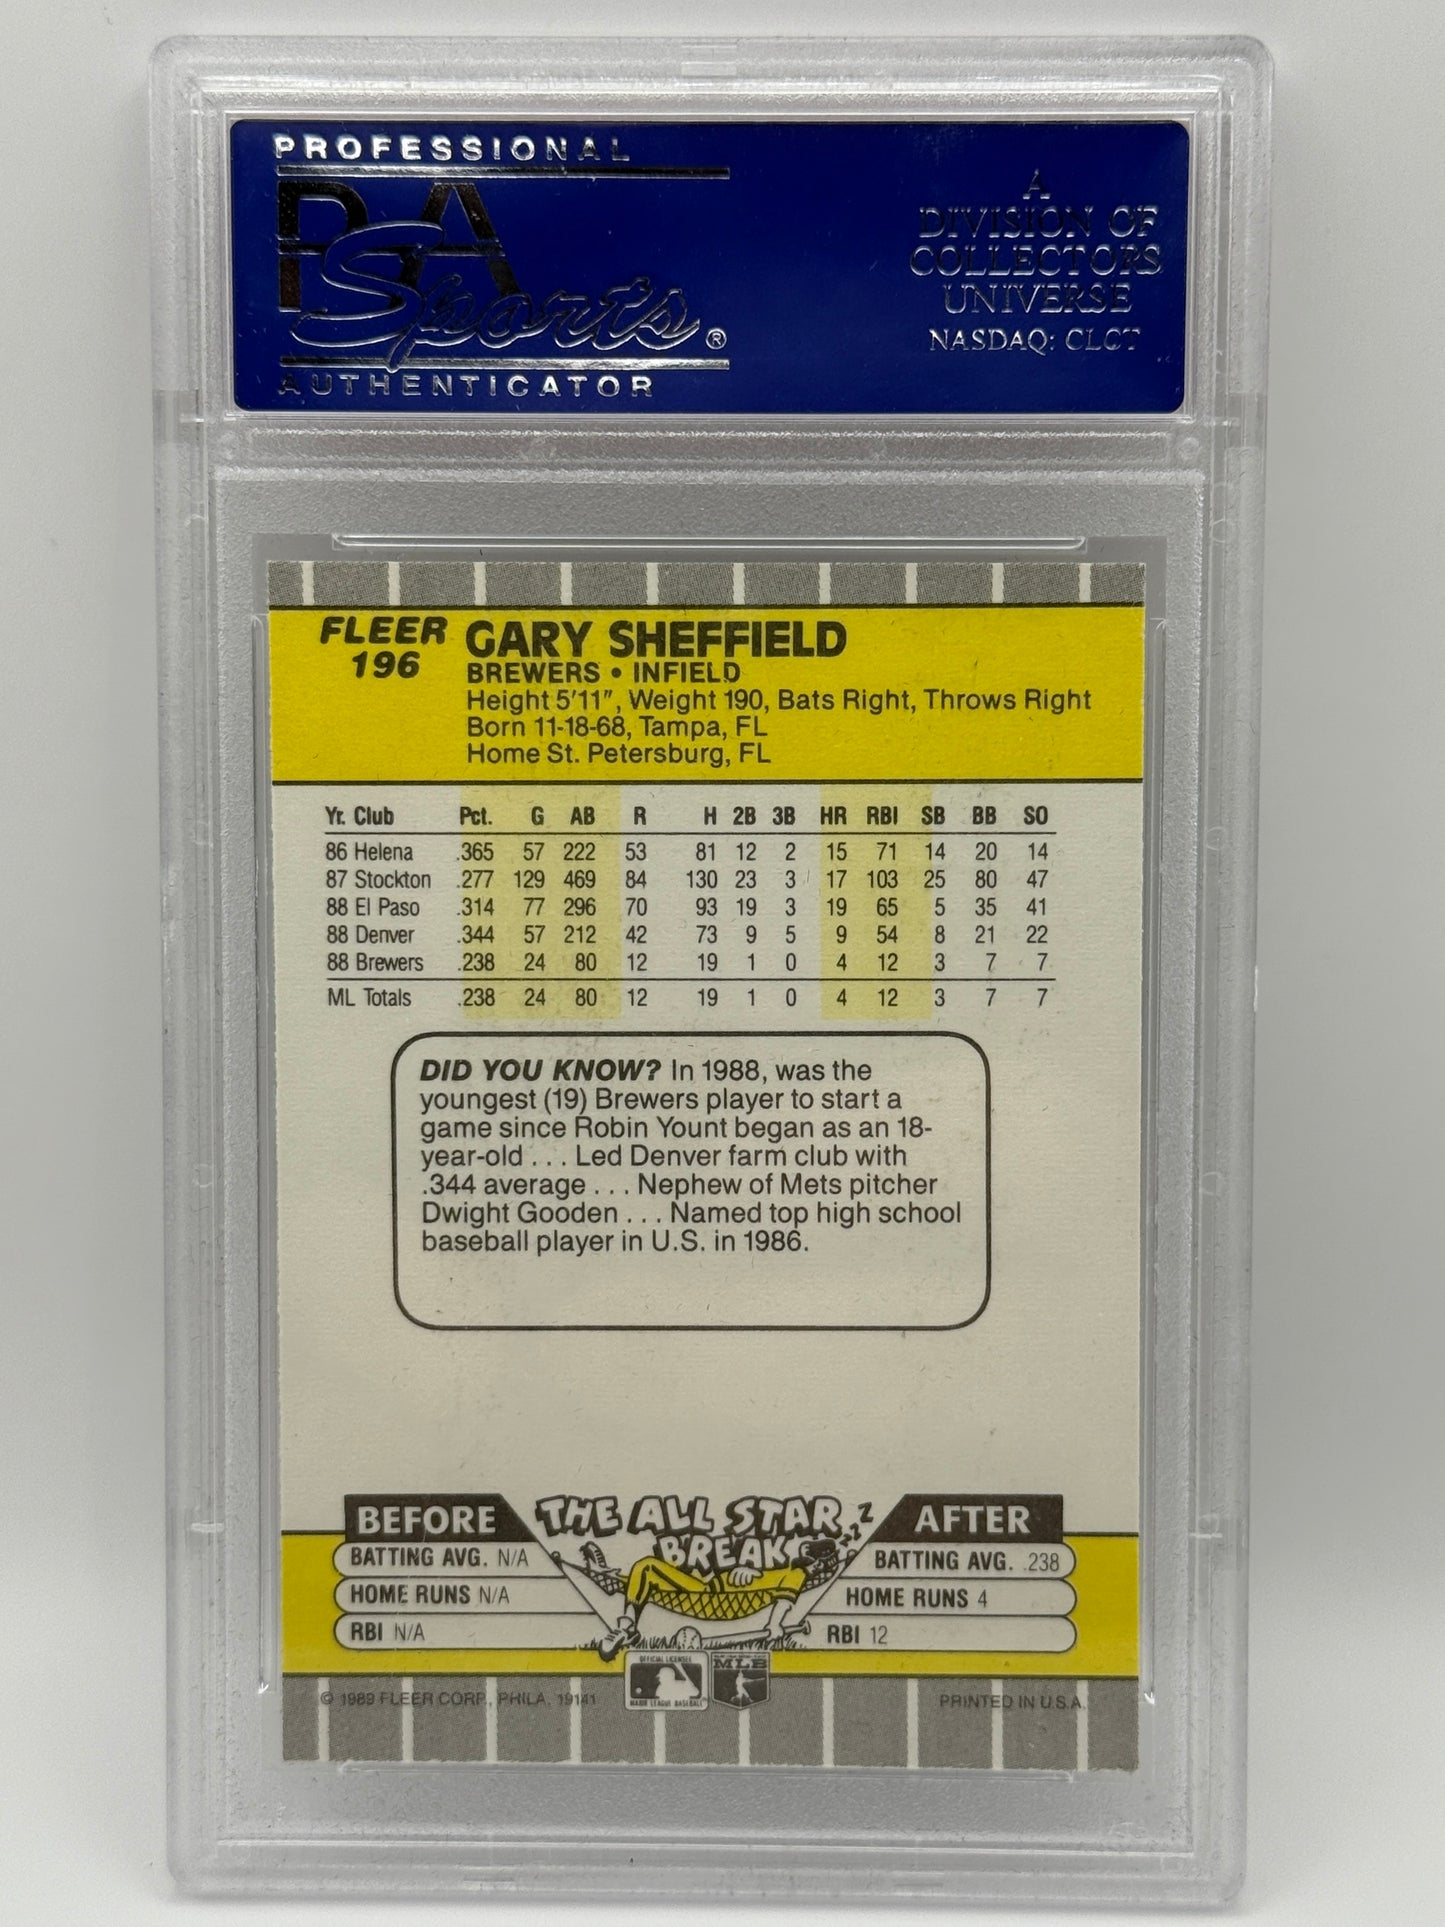 PROFESSIONAL
PSA
Sports®
AUTHENTICATOR
A
DIVISION OF
COLLECTORS
UNIVERSE
NASDAQ: CLCT
FLEER
196
GARY SHEFFIELD
BREWERS • INFIELD
Height 5'11", Weight 190, Bats Right, Throws Right
Born 11-18-68, Tampa, FL
Home St. Petersburg, FL
Yr. Club Pct. G AB R H 2B 3B HR RBI SB BB SO
86 Helena .365 57 222 53 81 12 2 15 71 14 20 14
87 Stockton .277 129 469 84 130 23 3 17 103 25 80 47
88 El Paso .314 77 296 70 93 19 3 19 65 5 35 41
88 Denver .344 57 212 42 73 9 5 9 54 8 21 22
88 Brewers .238 24 80 12 19 1 0 4 12 3 7 7
ML Totals .238 24 80 12 19 1 0 4 12 3 7 7
DID YOU KNOW? In 1988, was the
youngest (19) Brewers player to start a
game since Robin Yount began as an 18-
year-old . . . Led Denver farm club with
.344 average . . . Nephew of Mets pitcher
Dwight Gooden . . . Named top high school
baseball player in U.S. in 1986.
BEFORE
BATTING AVG. N/A
HOME RUNS N/A
RBI N/A
THE ALL STAR
BREAK
Z Z Z Z
AFTER
BATTING AVG. .238
HOME RUNS 4
RBI 12
OFFICIAL LICENSEE
MAJOR LEAGUE BASEBALL
MLB
© 1989 FLEER CORP., PHILA. 19141
PRINTED IN U.S.A.